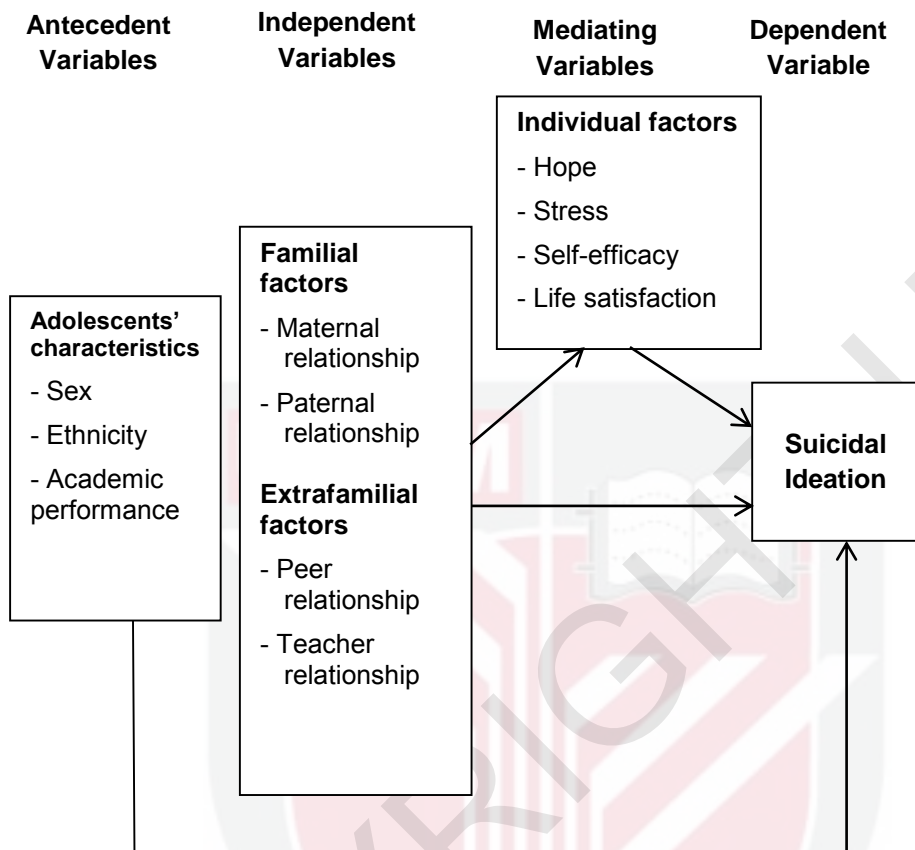 Antecedent
Variables
Independent
Variables
Mediating
Variables
Dependent
Variable
Adolescents'
characteristics
- Sex
- Ethnicity
- Academic
performance
Familial
factors
- Maternal
relationship
- Paternal
relationship
Extrafamilial
factors
- Peer
relationship
- Teacher
relationship
Individual factors
- Hope
- Stress
- Self-efficacy
- Life satisfaction
Suicidal
Ideation